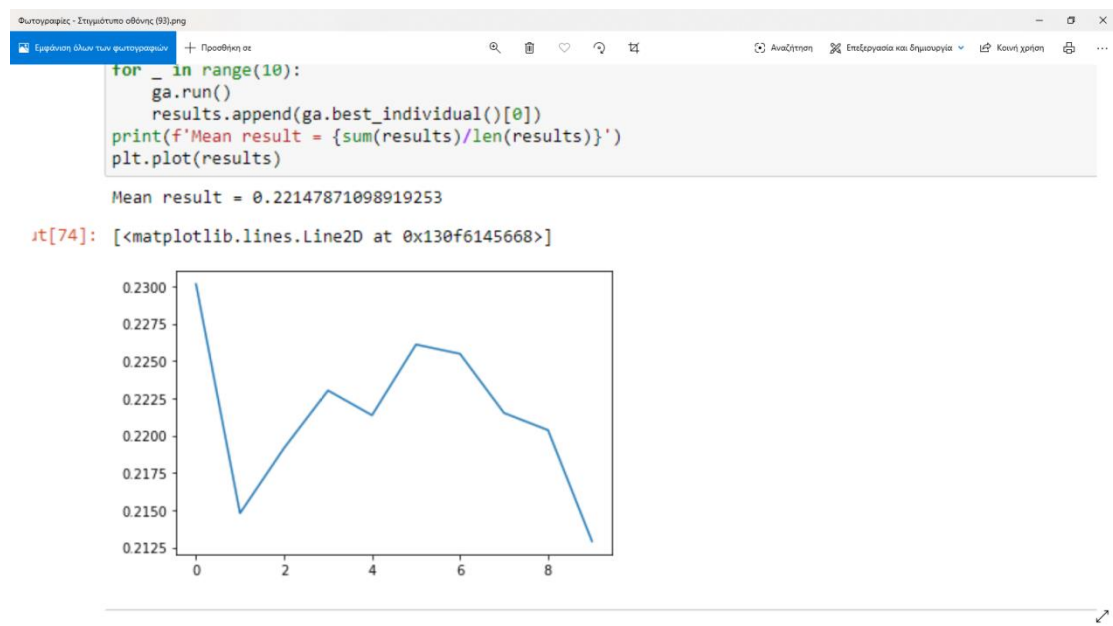 Φωτογραφίες - Στιγμιότυπο οθόνης (93).png
Εμφάνιση όλων των φωτογραφιών
Προσθήκη σε
Αναζήτηση
Επεξεργασία και δημιουργία
Κοινή χρήση
for _ in range(10):
    ga.run()
    results.append(ga.best_individual()[0])
print(f'Mean result = {sum(results)/len(results)}')
plt.plot(results)
Mean result = 0.22147871098919253
ut[74]: [<matplotlib.lines.Line2D at 0x130f6145668>]
0.2300
0.2275
0.2250
0.2225
0.2200
0.2175
0.2150
0.2125
0 2 4 6 8